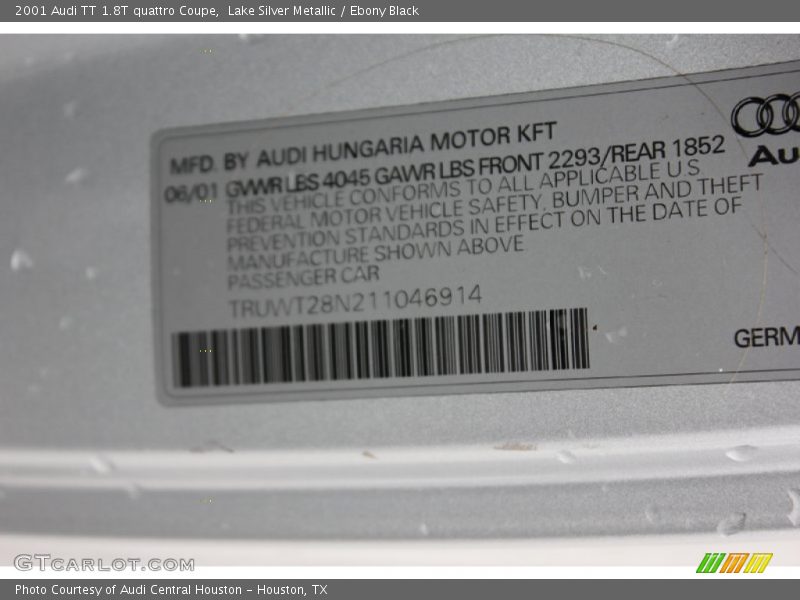 2001 Audi TT 1.8T quattro Coupe,  Lake Silver Metallic / Ebony Black
MFD. BY AUDI HUNGARIA MOTOR KFT
06/01 GVWR LBS 4045 GAWR LBS FRONT 2293/REAR 1852
THIS VEHICLE CONFORMS TO ALL APPLICABLE U S
FEDERAL MOTOR VEHICLE SAFETY, BUMPER AND THEFT
PREVENTION STANDARDS IN EFFECT ON THE DATE OF
MANUFACTURE SHOWN ABOVE
PASSENGER CAR
TRUWT28N211046914
Au
GERM
GTCARLOT.COM
Photo Courtesy of Audi Central Houston - Houston, TX